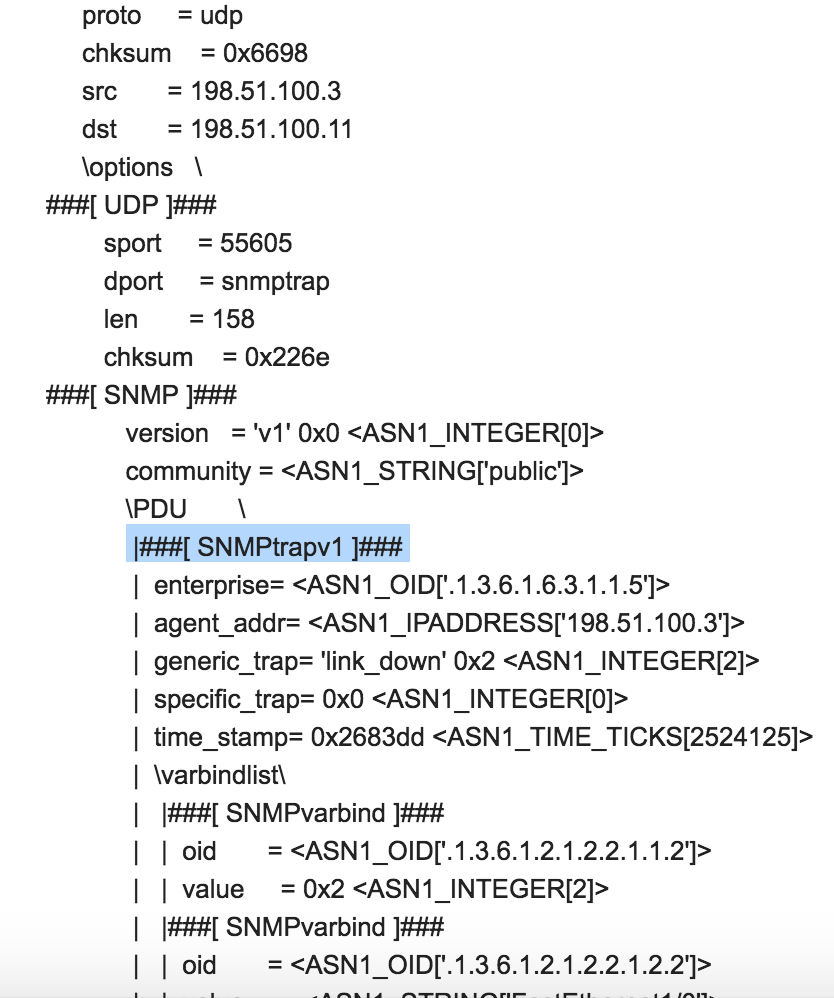 proto = udp
chksum = 0x6698
src = 198.51.100.3
dst = 198.51.100.11
\options \
###[ UDP ]###
sport = 55605
dport = snmptrap
len = 158
chksum = 0x226e
###[ SNMP ]###
version = 'v1' 0x0 <ASN1_INTEGER[0]>
community = <ASN1_STRING['public']>
\PDU \
|###[ SNMPtrapv1 ]###
| enterprise= <ASN1_OID['.1.3.6.1.6.3.1.1.5']>
| agent_addr= <ASN1_IPADDRESS['198.51.100.3']>
| generic_trap= 'link_down' 0x2 <ASN1_INTEGER[2]>
| specific_trap= 0x0 <ASN1_INTEGER[0]>
| time_stamp= 0x2683dd <ASN1_TIME_TICKS[2524125]>
| \varbindlist\
| |###[ SNMPvarbind ]###
| | oid = <ASN1_OID['.1.3.6.1.2.1.2.2.1.1.2']>
| | value = 0x2 <ASN1_INTEGER[2]>
| |###[ SNMPvarbind ]###
| | oid = <ASN1_OID['.1.3.6.1.2.1.2.2.1.2.2']>
| | value = <ASN1_STRING['FastEthernet1/0']>